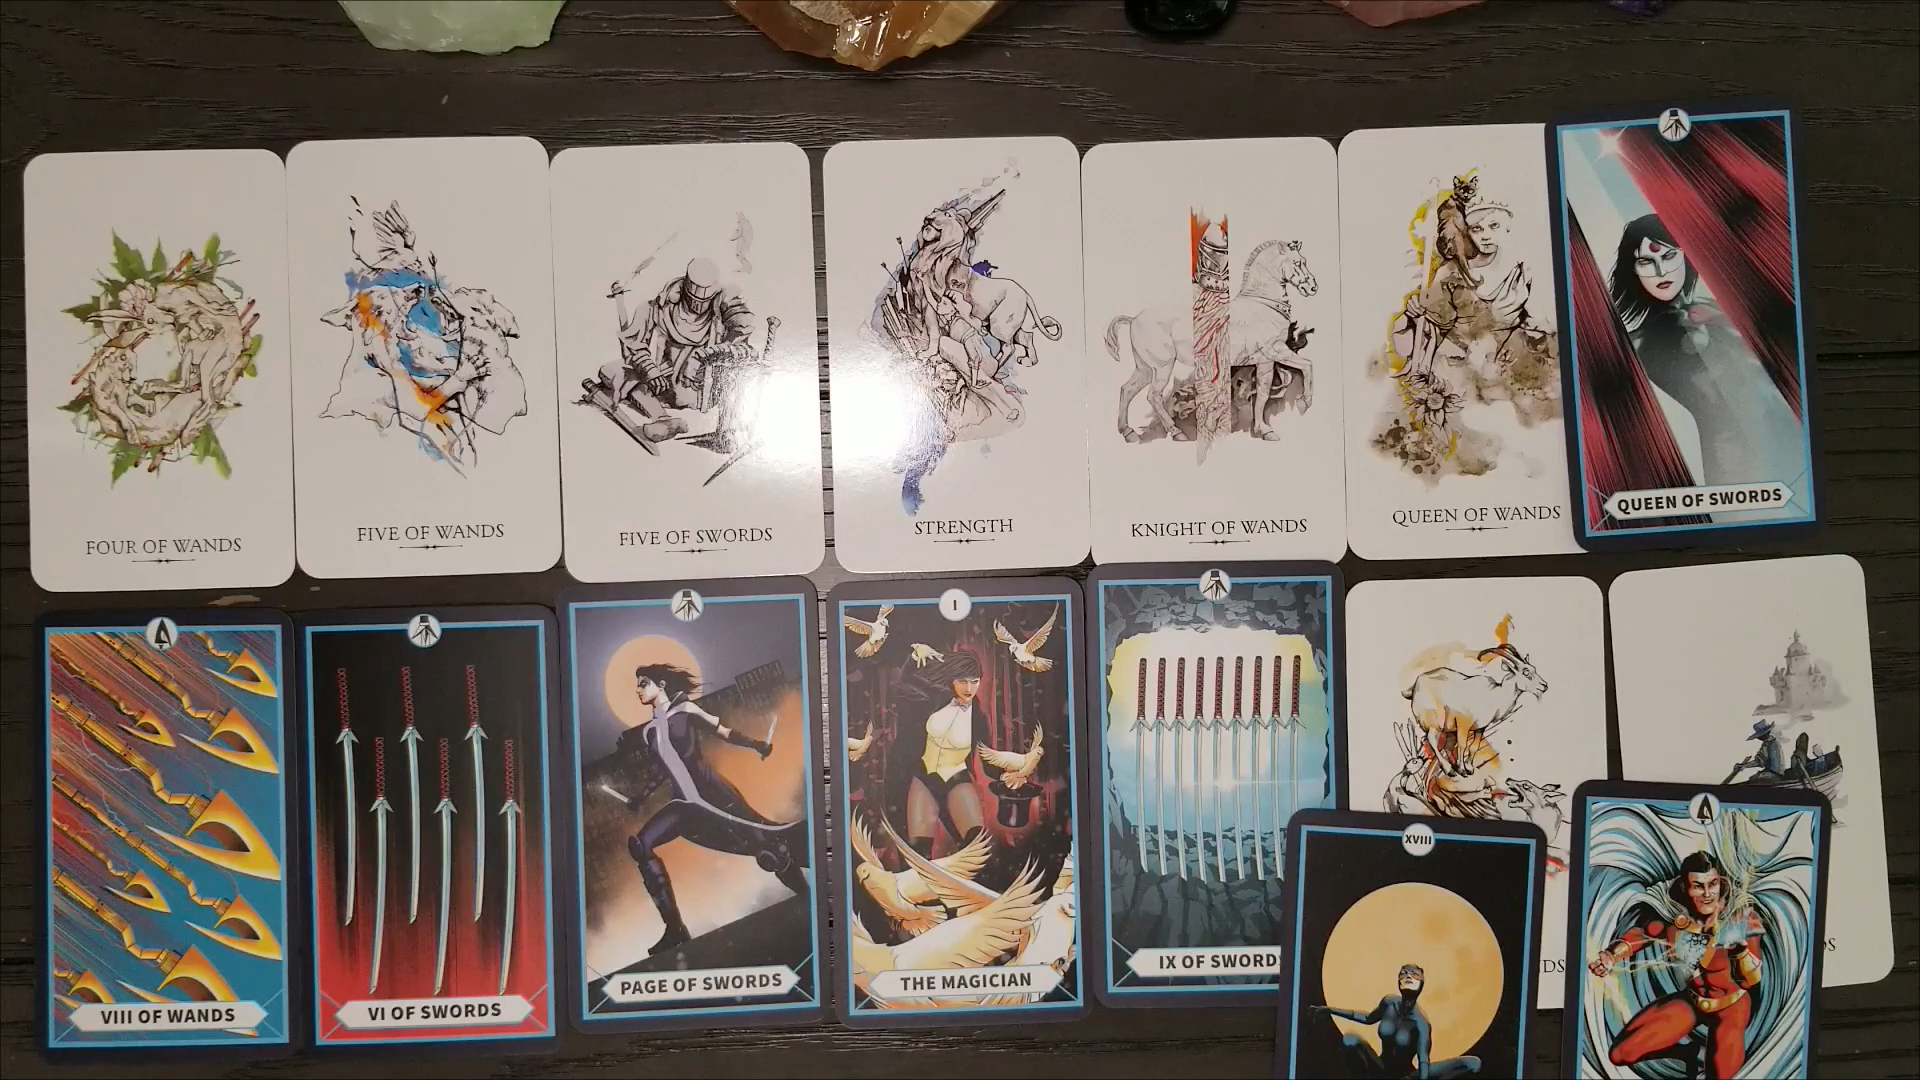 FOUR OF WANDS
FIVE OF WANDS
FIVE OF SWORDS
STRENGTH
KNIGHT OF WANDS
QUEEN OF WANDS
QUEEN OF SWORDS
VIII OF WANDS
VI OF SWORDS
PAGE OF SWORDS
I
THE MAGICIAN
IX OF SWORDS
XVIII